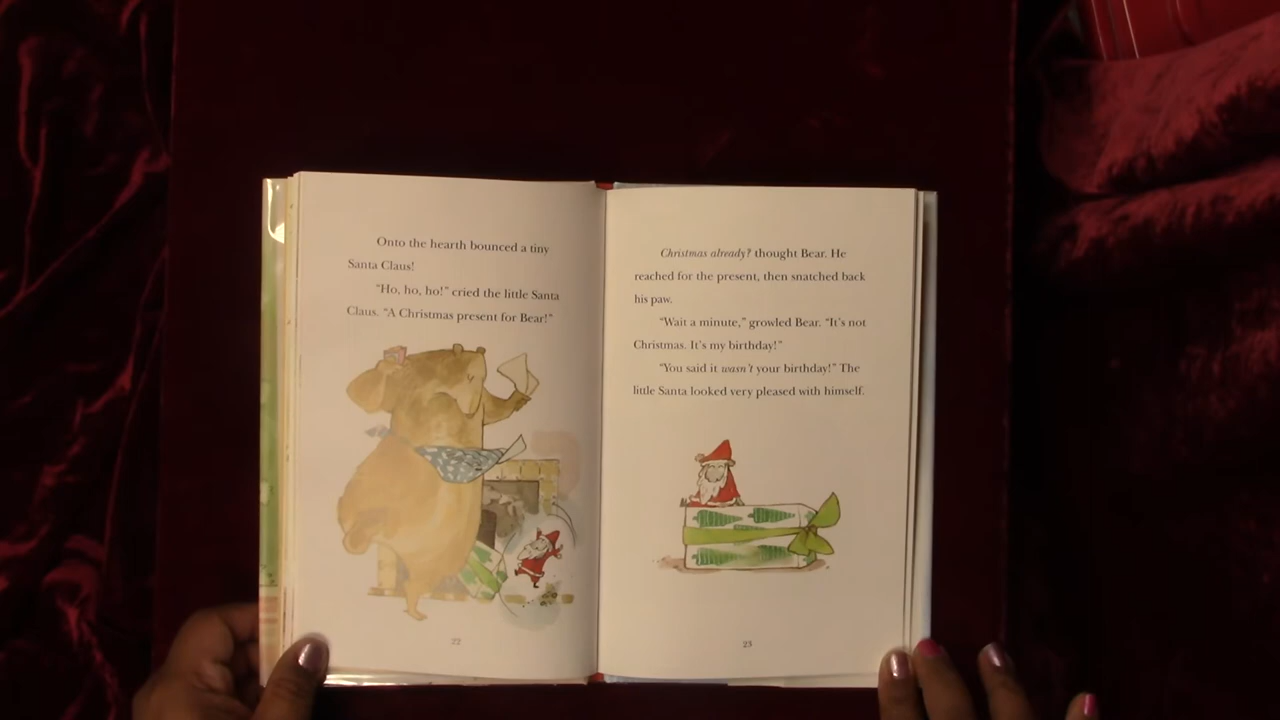 Onto the hearth bounced a tiny
Santa Claus!
"Ho, ho, ho!" cried the little Santa
Claus. "A Christmas present for Bear!"
22
Christmas already? thought Bear. He
reached for the present, then snatched back
his paw.
"Wait a minute," growled Bear. "It's not
Christmas. It's my birthday!"
"You said it wasn't your birthday!" The
little Santa looked very pleased with himself.
23